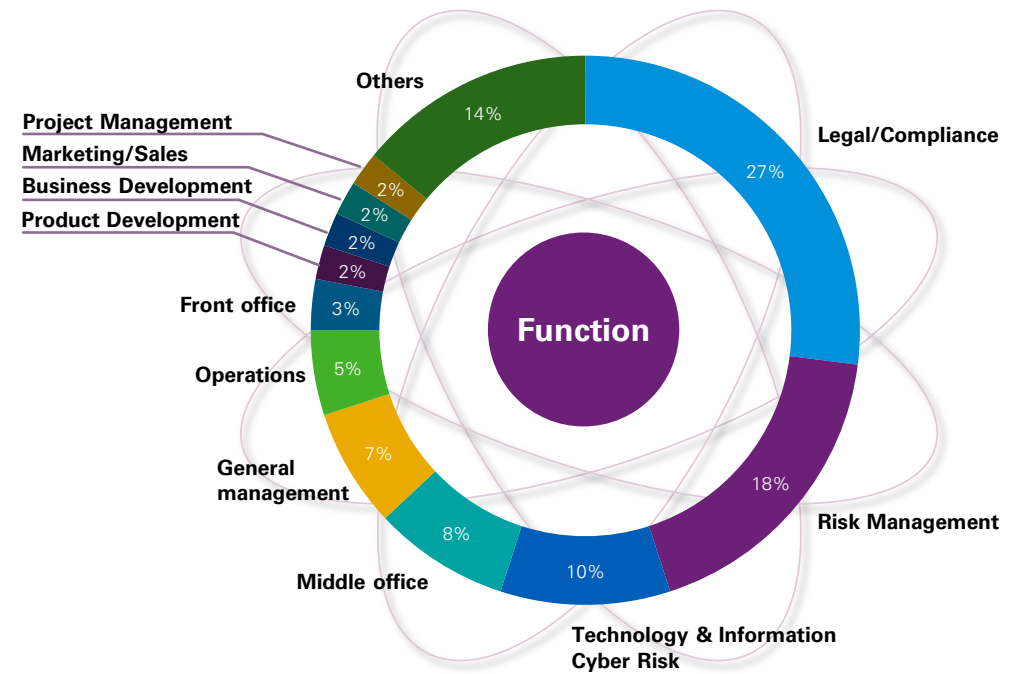 Others
14%
Project Management
2%
Marketing/Sales
2%
Business Development
2%
Product Development
2%
Front office
3%
Operations
5%
General
management
7%
Middle office
8%
Technology & Information
Cyber Risk
10%
Risk Management
18%
Legal/Compliance
27%
Function